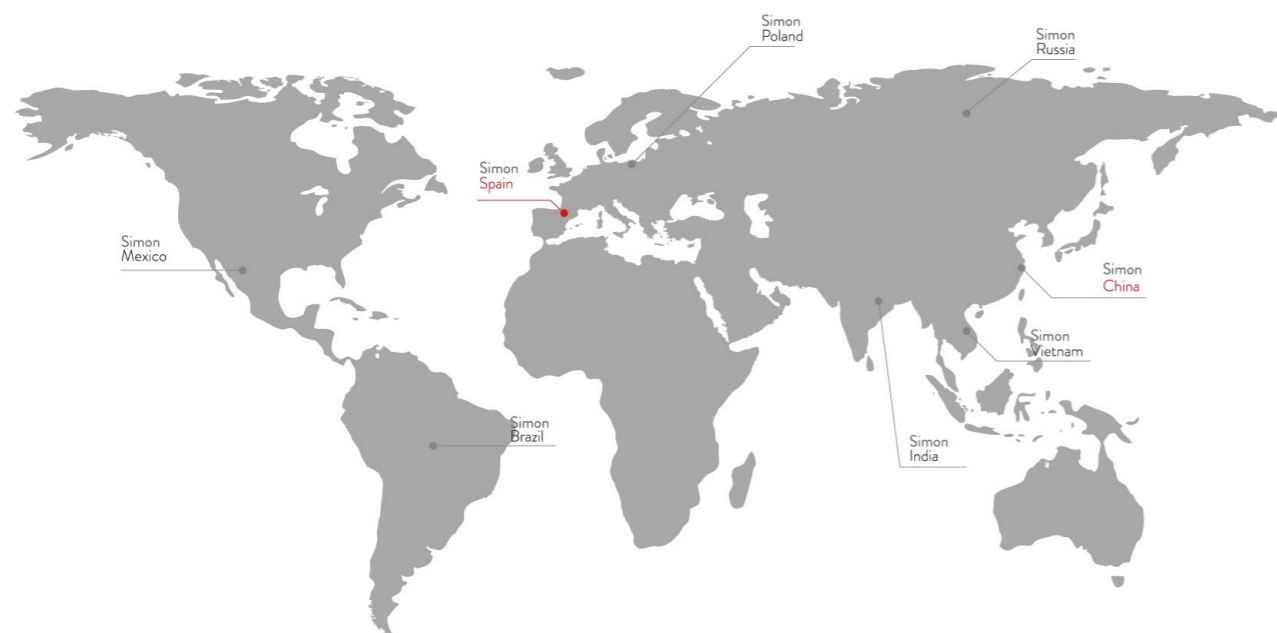 Simon
Poland
Simon
Russia
Simon
Spain
Simon
Mexico
Simon
China
Simon
Vietnam
Simon
Brazil
Simon
India